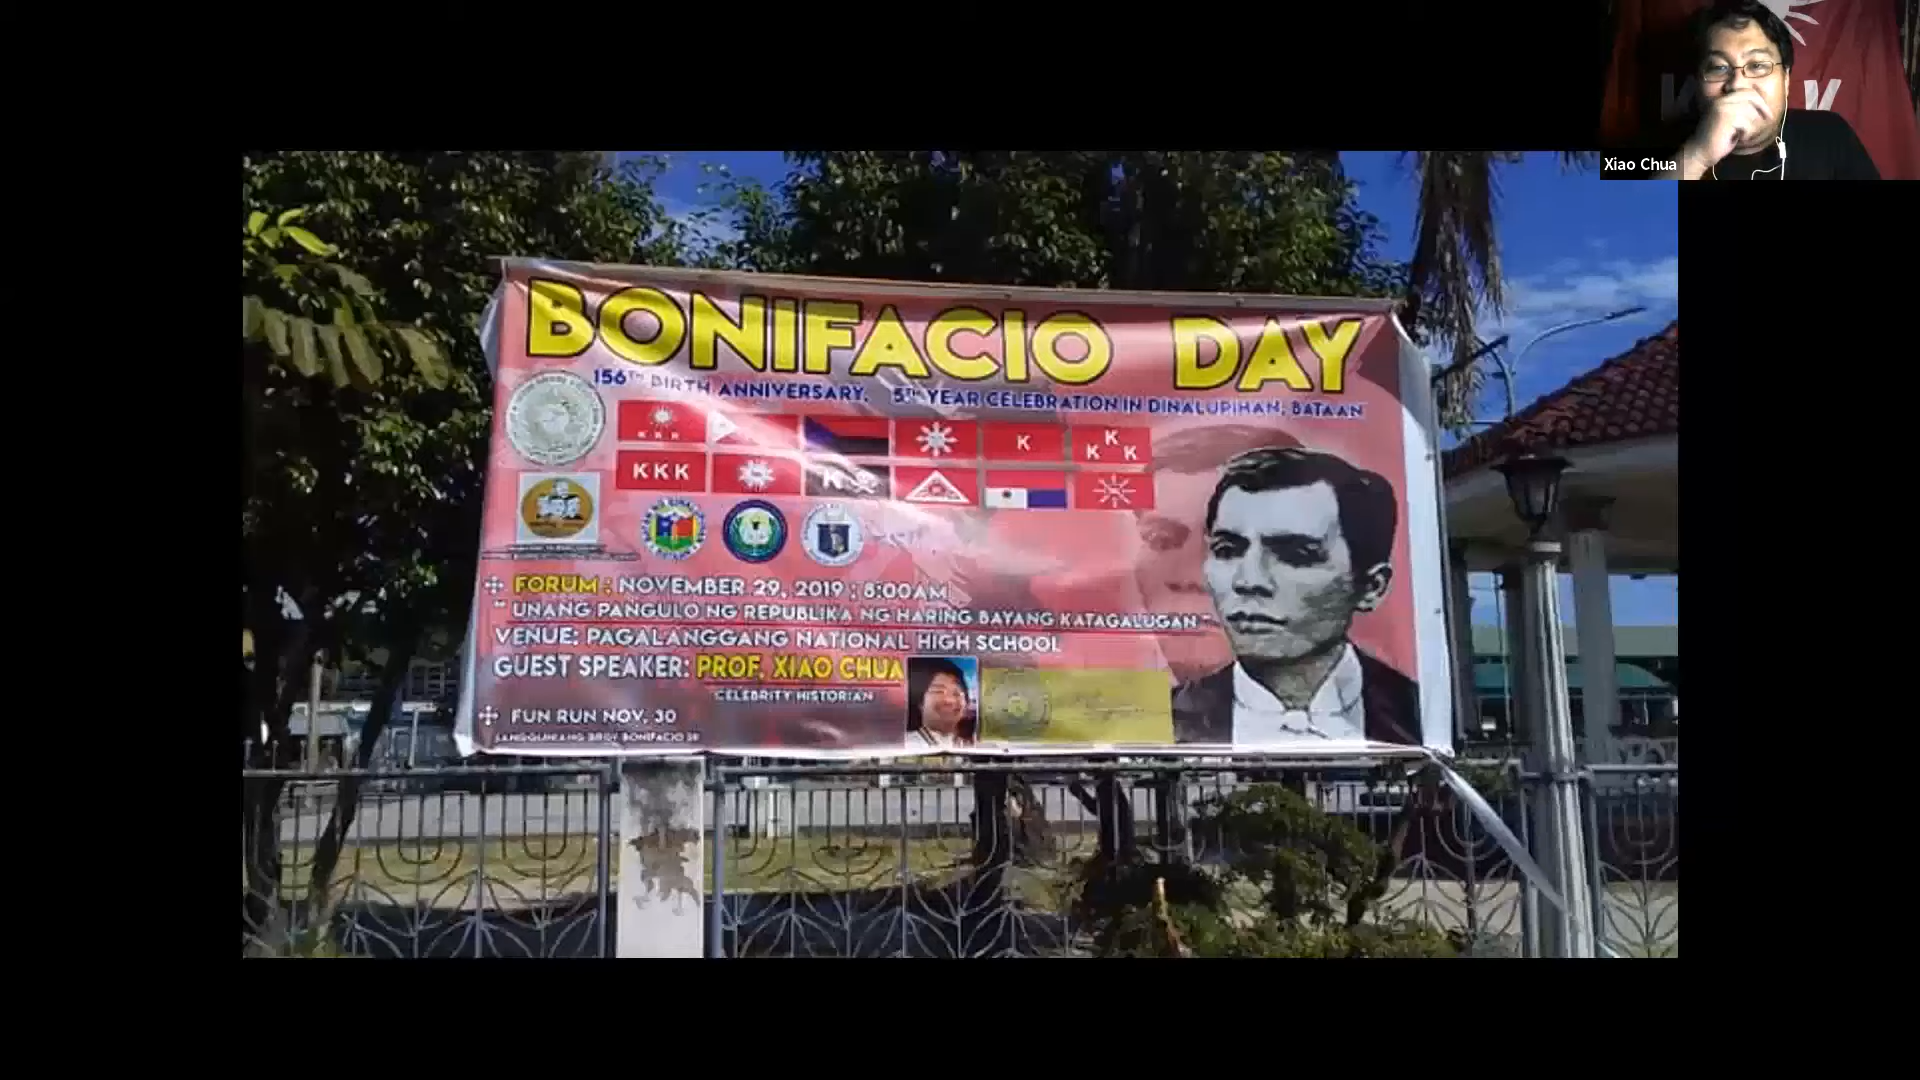 Xiao Chua
BONIFACIO DAY
156TH BIRTH ANNIVERSARY, 5TH YEAR CELEBRATION IN DINALUPIHAN, BATAAN
K K K
K
K K K
KKK
K
FORUM : NOVEMBER 29, 2019 : 8:00AM
" UNANG PANGULO NG REPUBLIKA NG HARING BAYANG KATAGALUGAN "
VENUE: PAGALANGGANG NATIONAL HIGH SCHOOL
GUEST SPEAKER: PROF. XIAO CHUA
CELEBRITY HISTORIAN
FUN RUN NOV. 30
BONIFACIO